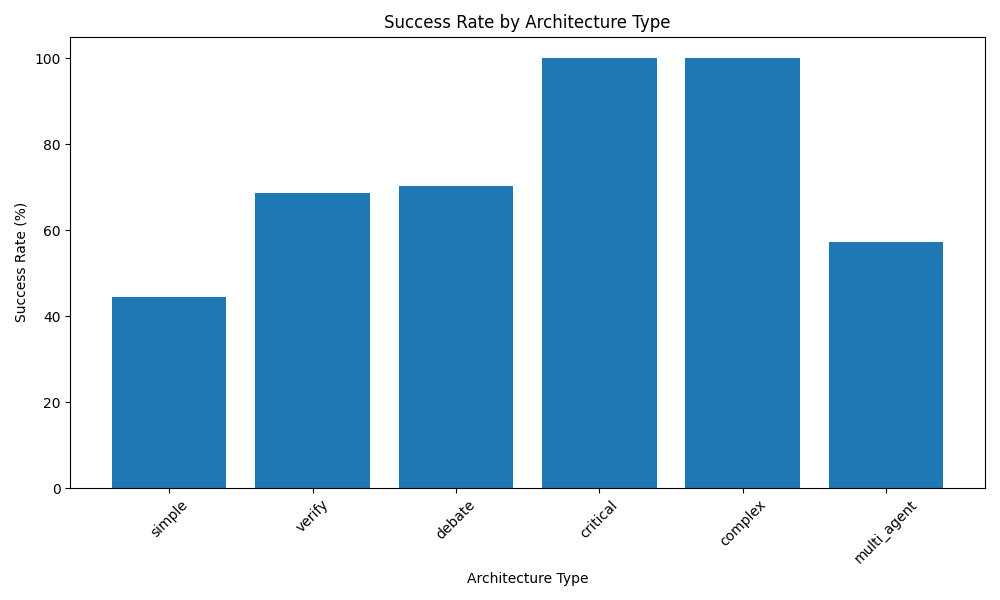 Success Rate by Architecture Type
Success Rate (%)
100
80
60
40
20
0
simple
verify
debate
critical
complex
multi_agent
Architecture Type